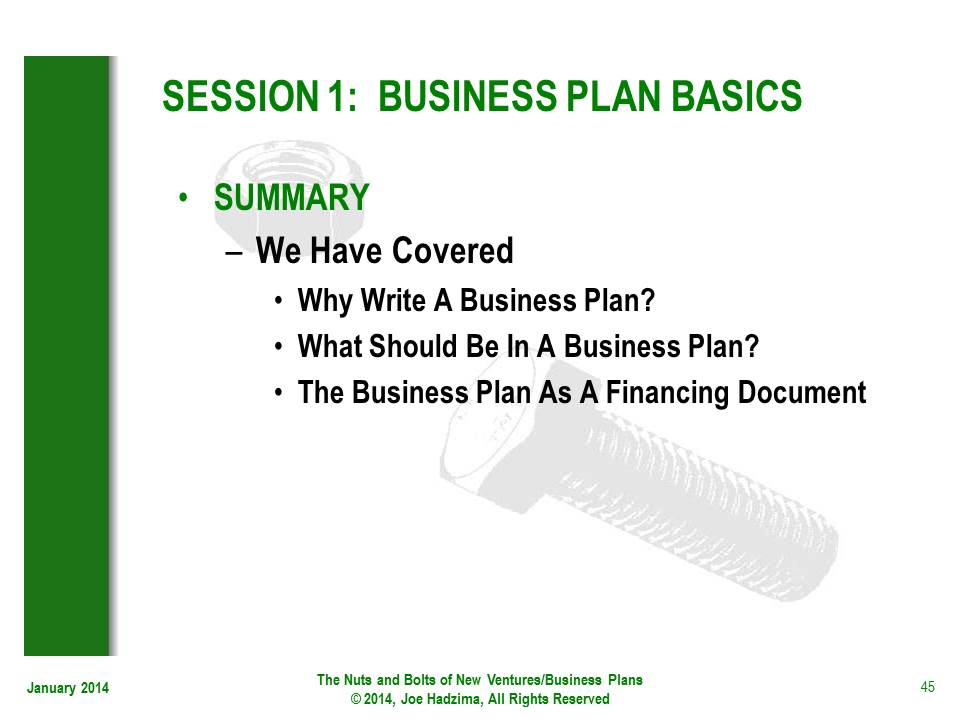 SESSION 1: BUSINESS PLAN BASICS
• SUMMARY
– We Have Covered
• Why Write A Business Plan?
• What Should Be In A Business Plan?
• The Business Plan As A Financing Document
January 2014
The Nuts and Bolts of New Ventures/Business Plans
© 2014, Joe Hadzima, All Rights Reserved
45